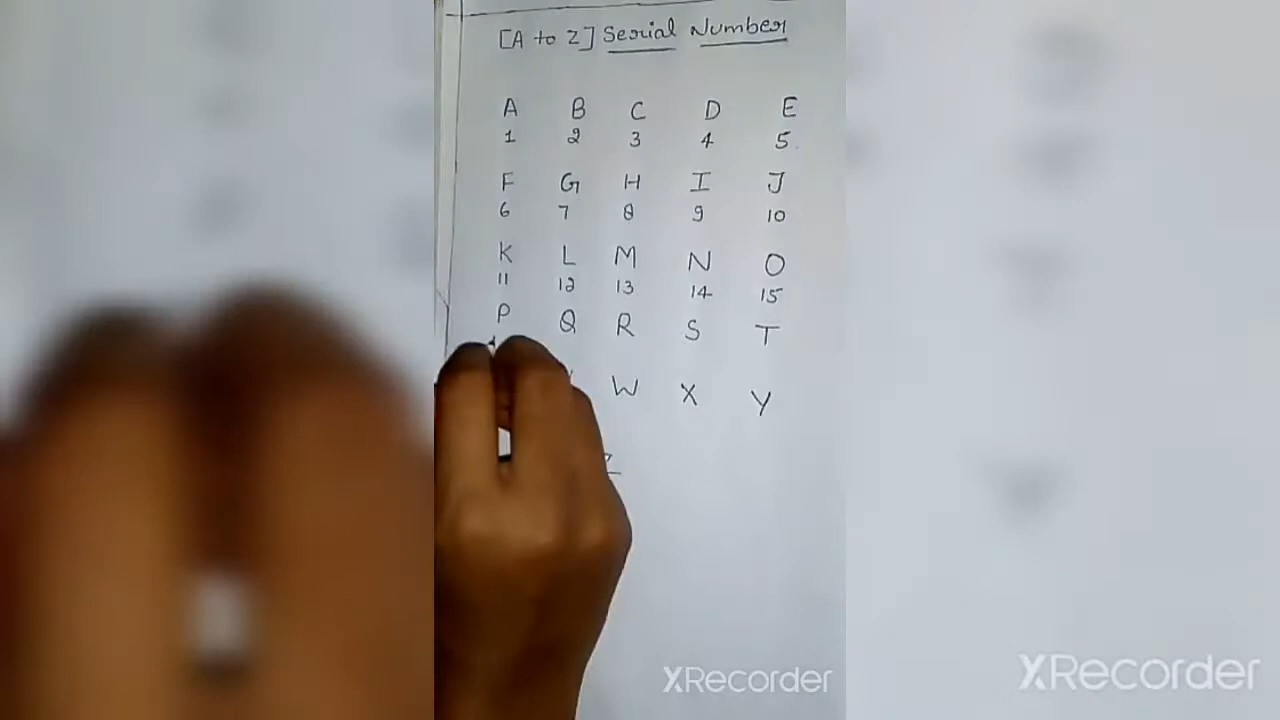 [A to Z] Serial Number
A B C D E
1 2 3 4 5
F G H I J
6 7 8 9 10
K L M N O
11 12 13 14 15
P Q R S T
W X Y
XRecorder
XRecorder